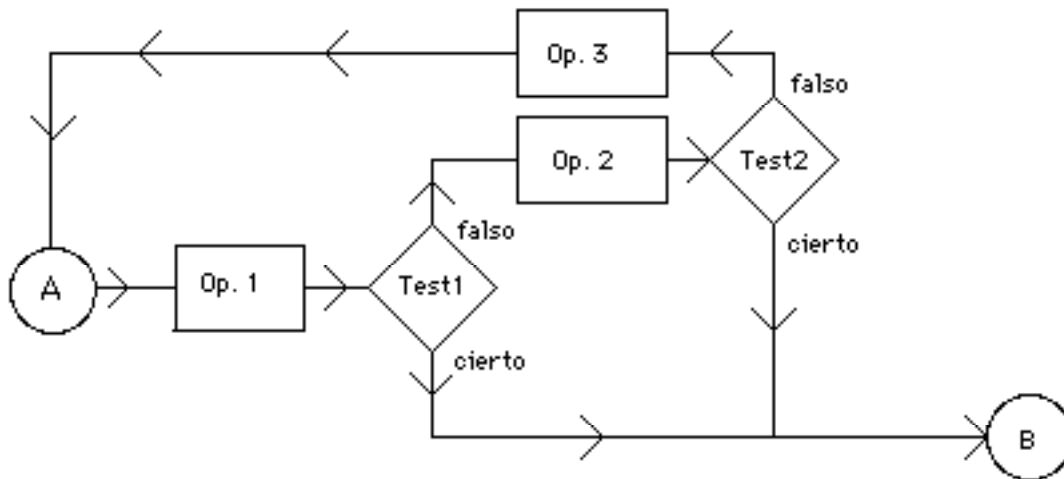 Op. 3
falso
Op. 2
Test2
falso
cierto
A
Op. 1
Test1
cierto
B